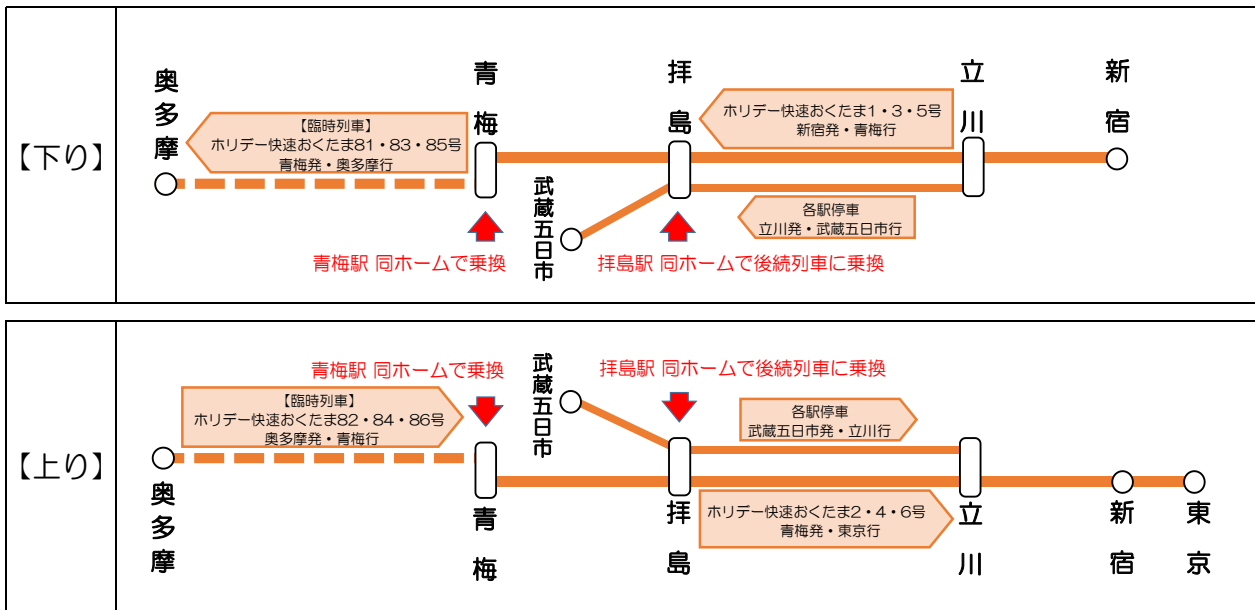 【下り】
奥多摩
【臨時列車】
ホリデー快速おくたま81・83・85号
青梅発・奥多摩行
青梅
拝島
ホリデー快速おくたま1・3・5号
新宿発・青梅行
立川
新宿
武蔵五日市
各駅停車
立川発・武蔵五日市行
青梅駅 同ホームで乗換
拝島駅 同ホームで後続列車に乗換
【上り】
青梅駅 同ホームで乗換
武蔵五日市
拝島駅 同ホームで後続列車に乗換
【臨時列車】
ホリデー快速おくたま82・84・86号
奥多摩発・青梅行
各駅停車
武蔵五日市発・立川行
奥多摩
青梅
拝島
ホリデー快速おくたま2・4・6号
青梅発・東京行
立川
新宿
東京